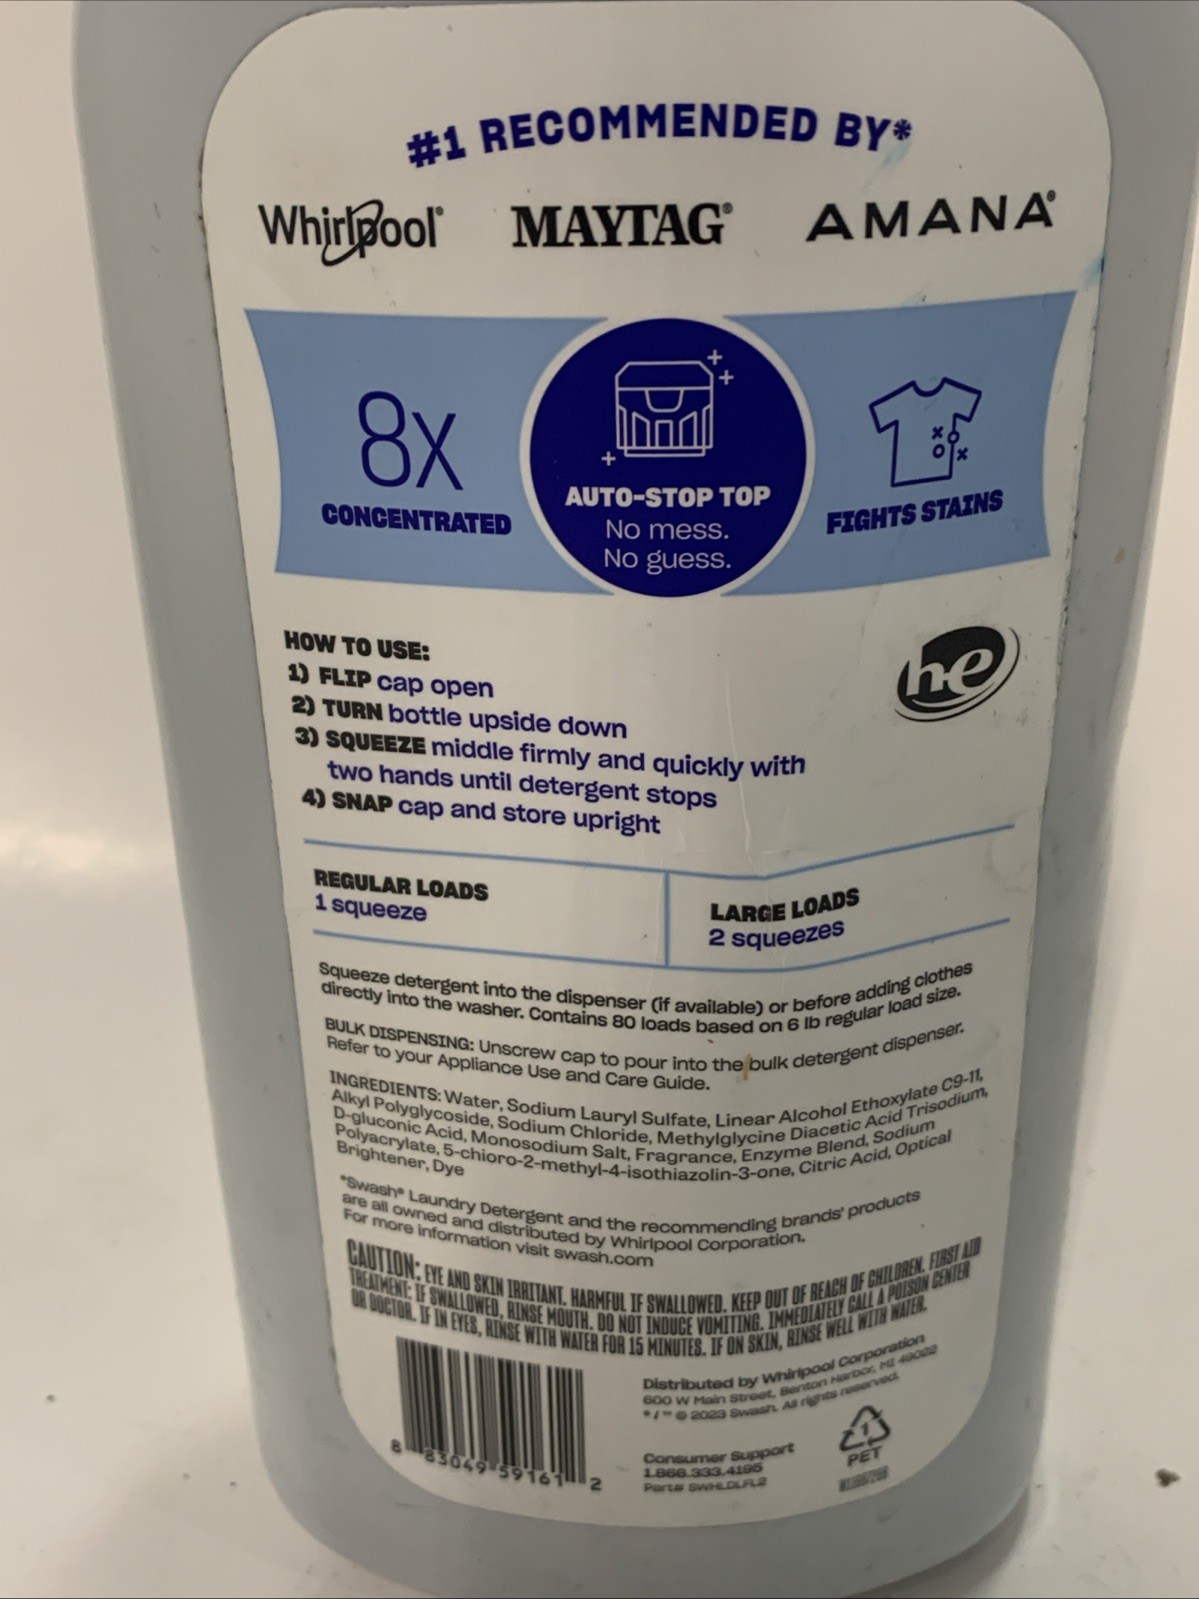 #1 RECOMMENDED BY*
Whirlpool® MAYTAG® AMANA®
8x
CONCENTRATED
AUTO-STOP TOP
No mess.
No guess.
FIGHTS STAINS
he
HOW TO USE:
1) FLIP cap open
2) TURN bottle upside down
3) SQUEEZE middle firmly and quickly with
two hands until detergent stops
4) SNAP cap and store upright
REGULAR LOADS
1 squeeze
LARGE LOADS
2 squeezes
Squeeze detergent into the dispenser (if available) or before adding clothes
directly into the washer. Contains 80 loads based on 6 lb regular load size.
BULK DISPENSING: Unscrew cap to pour into the bulk detergent dispenser.
Refer to your Appliance Use and Care Guide.
INGREDIENTS: Water, Sodium Lauryl Sulfate, Linear Alcohol Ethoxylate C9-11,
Alkyl Polyglycoside, Sodium Chloride, Methylglycine Diacetic Acid Trisodium,
D-gluconic Acid, Monosodium Salt, Fragrance, Enzyme Blend, Sodium
Polyacrylate, 5-chioro-2-methyl-4-isothiazolin-3-one, Citric Acid, Optical
Brightener, Dye
*Swash® Laundry Detergent and the recommending brands' products
are all owned and distributed by Whirlpool Corporation.
For more information visit swash.com
CAUTION: EYE AND SKIN IRRITANT. HARMFUL IF SWALLOWED. KEEP OUT OF REACH OF CHILDREN. FIRST AID
TREATMENT: IF SWALLOWED, RINSE MOUTH. DO NOT INDUCE VOMITING. IMMEDIATELY CALL A POISON CENTER
OR DOCTOR. IF IN EYES, RINSE WITH WATER FOR 15 MINUTES. IF ON SKIN, RINSE WELL WITH WATER.
8 83049 59161 2
Distributed by Whirlpool Corporation
600 W Main Street, Benton Harbor, MI 49022
®/™ © 2023 Swash. All rights reserved.
Consumer Support
1.866.333.4195
Part# SWHLDLFL2
1
PET